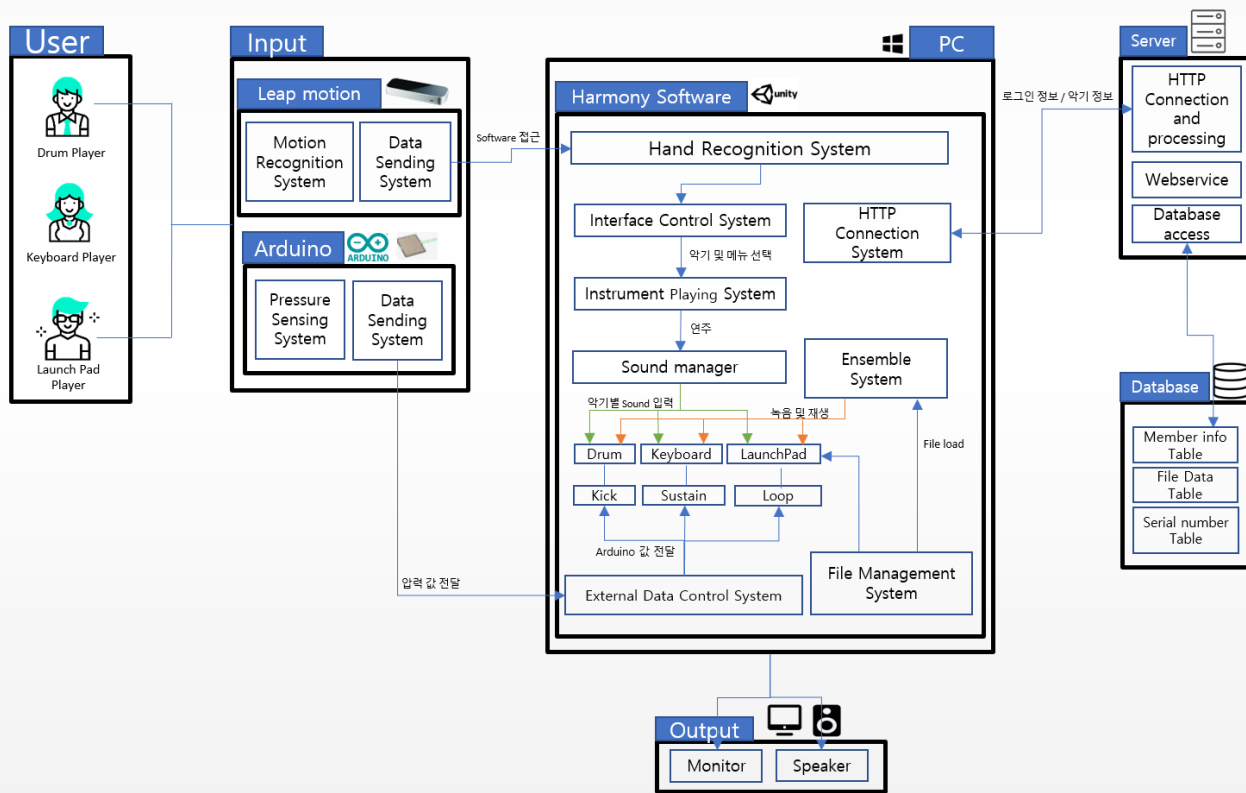 User
Drum Player
Keyboard Player
Launch Pad
Player
Input
Leap motion
Motion
Recognition
System
Data
Sending
System
Arduino
ARDUINO
Pressure
Sensing
System
Data
Sending
System
Software 접근
압력 값 전달
PC
Harmony Software
unity
Hand Recognition System
Interface Control System
악기 및 메뉴 선택
Instrument Playing System
연주
Sound manager
악기별 Sound 입력
HTTP
Connection
System
Ensemble
System
녹음 및 재생
File load
Drum
Keyboard
LaunchPad
Kick
Sustain
Loop
Arduino 값 전달
External Data Control System
File Management
System
로그인 정보 / 악기 정보
Server
HTTP
Connection
and
processing
Webservice
Database
access
Database
Member info
Table
File Data
Table
Serial number
Table
Output
Monitor
Speaker